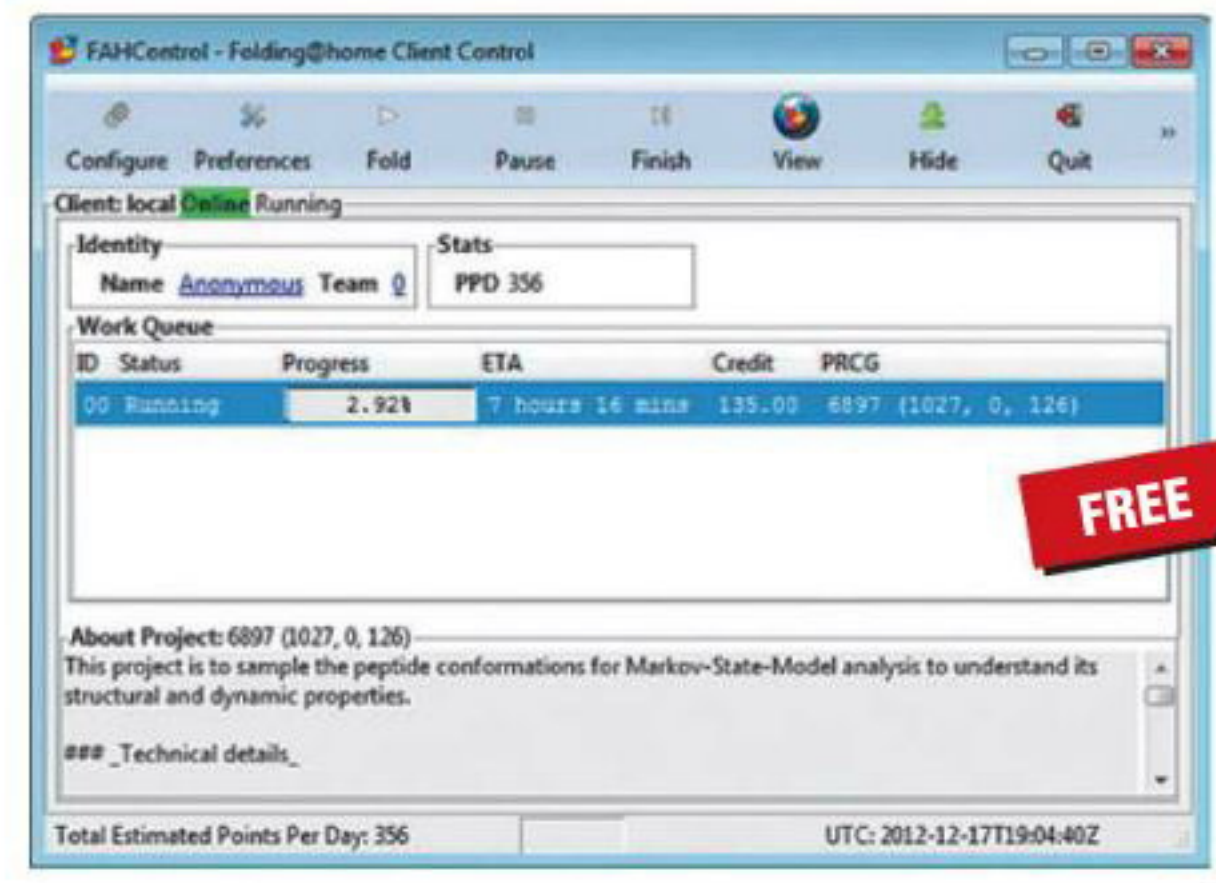 FAHControl - Folding@home Client Control
Configure Preferences Fold Pause Finish View Hide Quit »
Client: local Online Running
Identity Stats
Name Anonymous Team 0 PPD 356
Work Queue
ID Status Progress ETA Credit PRCG
00 Running 2.92% 7 hours 16 mins 135.00 6897 (1027, 0, 126)
FREE
About Project: 6897 (1027, 0, 126)
This project is to sample the peptide conformations for Markov-State-Model analysis to understand its
structural and dynamic properties.
### _Technical details_
Total Estimated Points Per Day: 356 UTC: 2012-12-17T19:04:40Z